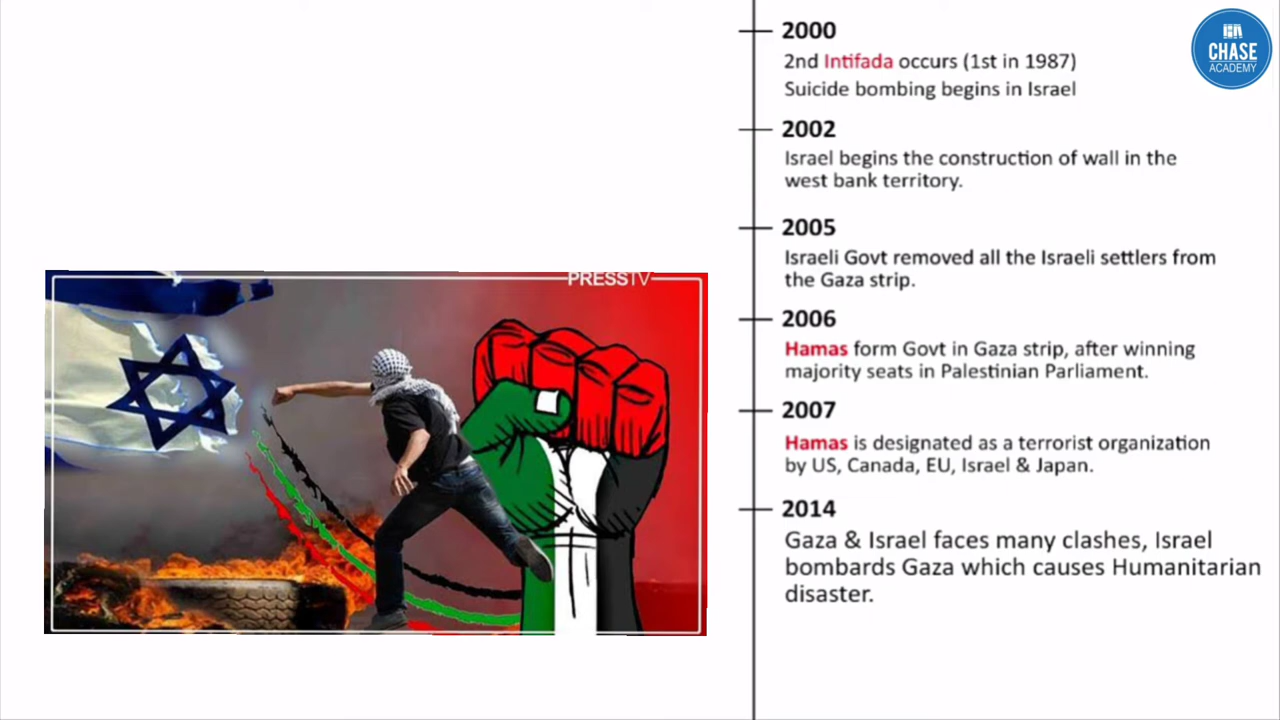 2000
2nd Intifada occurs (1st in 1987)
Suicide bombing begins in Israel
2002
Israel begins the construction of wall in the
west bank territory.
2005
Israeli Govt removed all the Israeli settlers from
the Gaza strip.
2006
Hamas form Govt in Gaza strip, after winning
majority seats in Palestinian Parliament.
2007
Hamas is designated as a terrorist organization
by US, Canada, EU, Israel & Japan.
2014
Gaza & Israel faces many clashes, Israel
bombards Gaza which causes Humanitarian
disaster.
CHASE
ACADEMY
PRESSTV